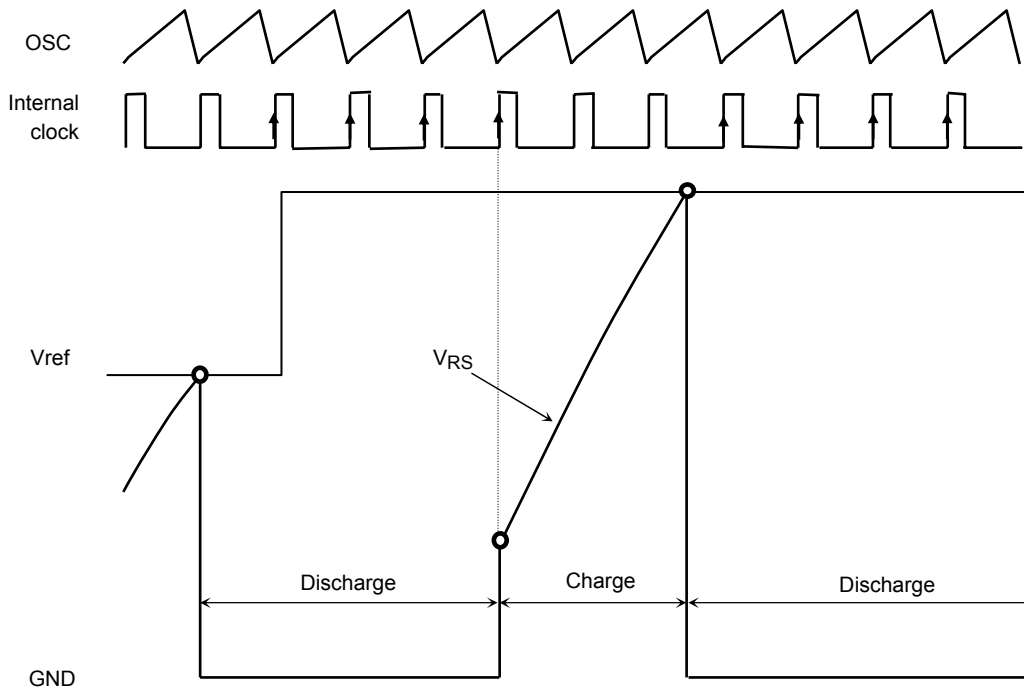 OSC
Internal
clock
Vref
VRS
Discharge
Charge
Discharge
GND